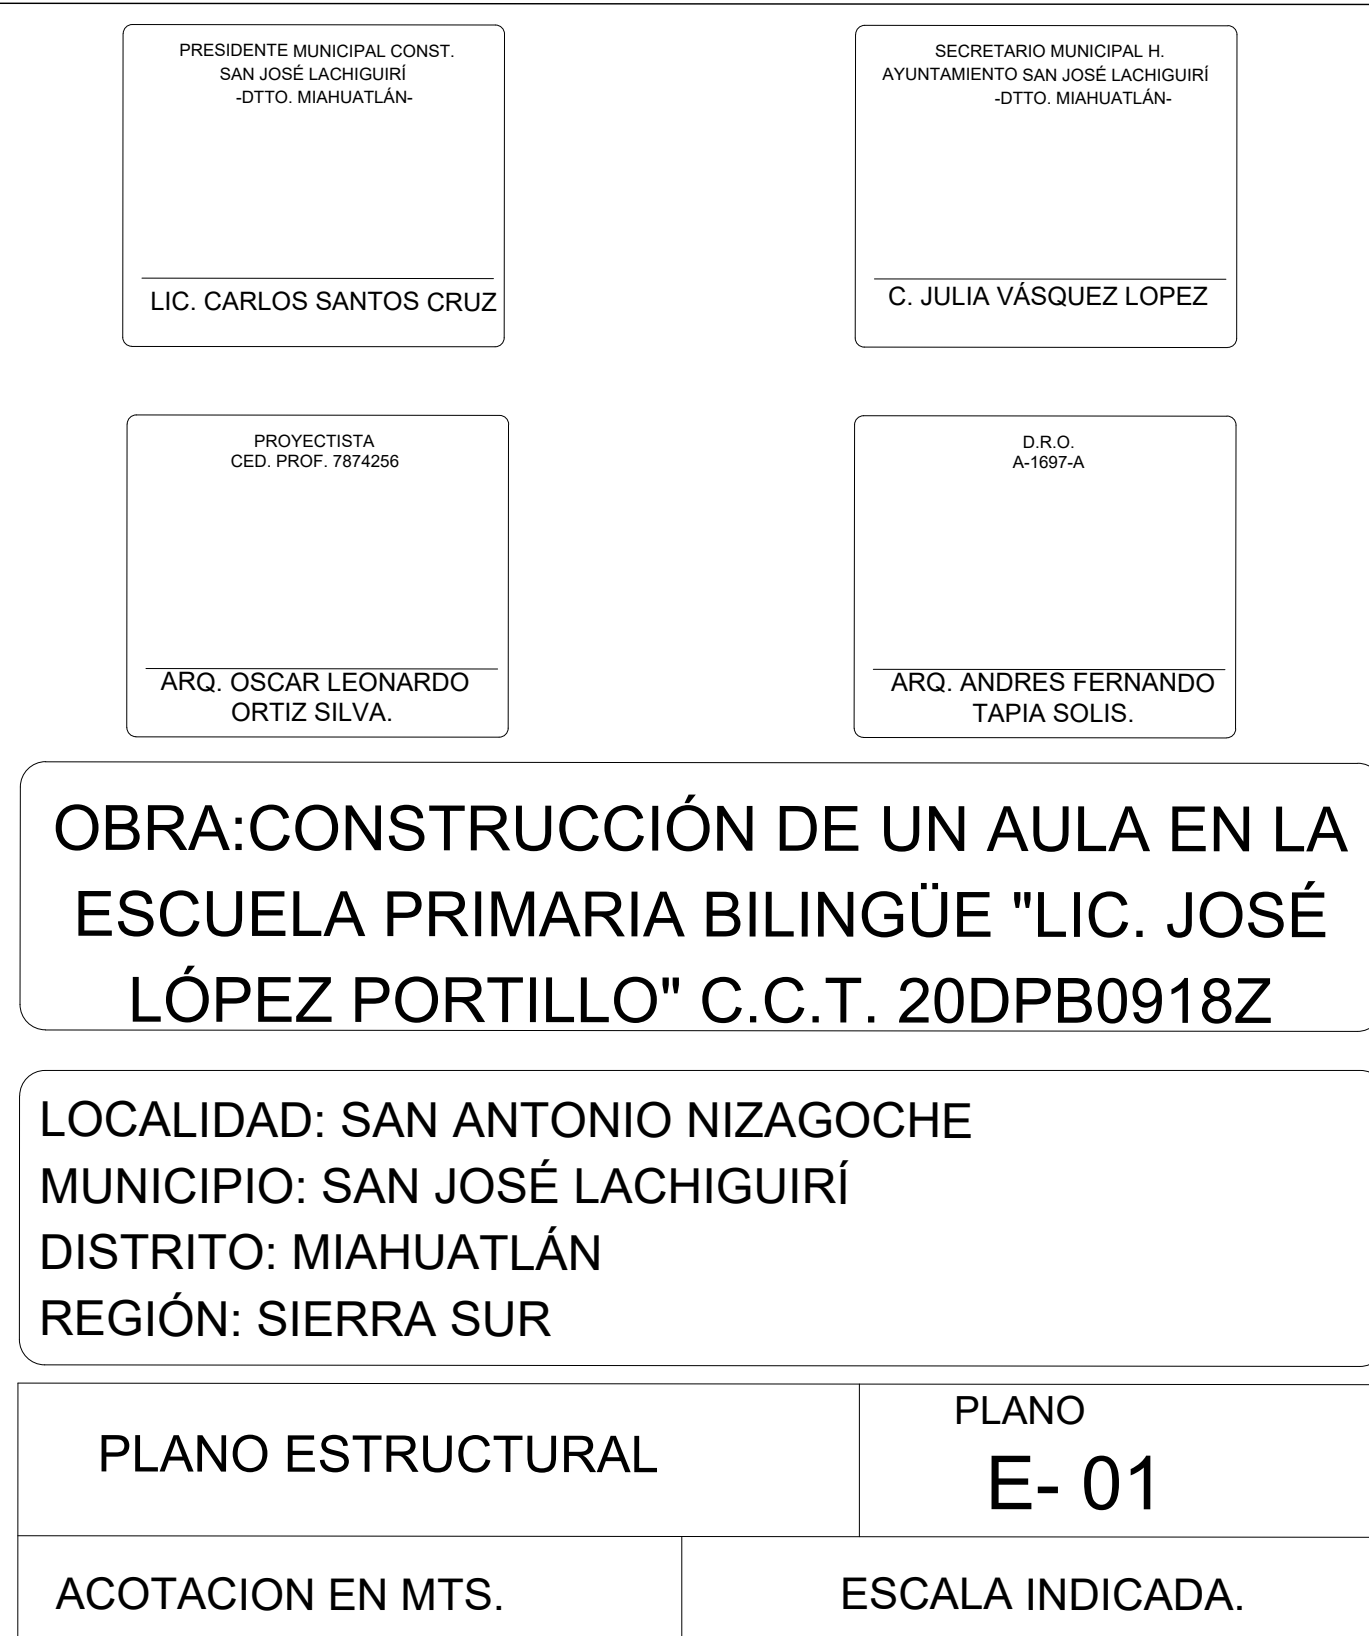 PRESIDENTE MUNICIPAL CONST.
SAN JOSÉ LACHIGUIRÍ
-DTTO. MIAHUATLÁN-
LIC. CARLOS SANTOS CRUZ
SECRETARIO MUNICIPAL H.
AYUNTAMIENTO SAN JOSÉ LACHIGUIRÍ
-DTTO. MIAHUATLÁN-
C. JULIA VÁSQUEZ LOPEZ
PROYECTISTA
CED. PROF. 7874256
ARQ. OSCAR LEONARDO
ORTIZ SILVA.
D.R.O.
A-1697-A
ARQ. ANDRES FERNANDO
TAPIA SOLIS.
OBRA:CONSTRUCCIÓN DE UN AULA EN LA
ESCUELA PRIMARIA BILINGÜE "LIC. JOSÉ
LÓPEZ PORTILLO" C.C.T. 20DPB0918Z
LOCALIDAD: SAN ANTONIO NIZAGOCHE
MUNICIPIO: SAN JOSÉ LACHIGUIRÍ
DISTRITO: MIAHUATLÁN
REGIÓN: SIERRA SUR
PLANO ESTRUCTURAL
PLANO
E- 01
ACOTACION EN MTS.
ESCALA INDICADA.